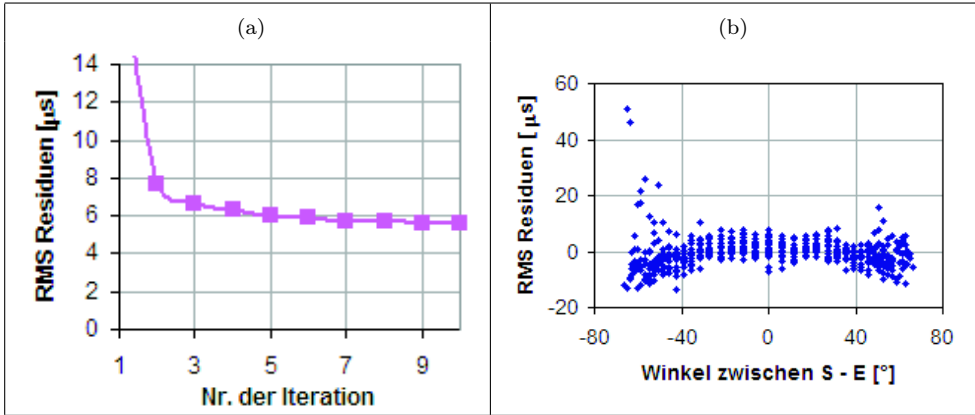 (a)
14
12
10
8
6
4
2
0
RMS Residuen [µs]
1 3 5 7 9
Nr. der Iteration
(b)
60
40
20
0
-20
RMS Residuen [µs]
-80 -40 0 40 80
Winkel zwischen S - E [°]